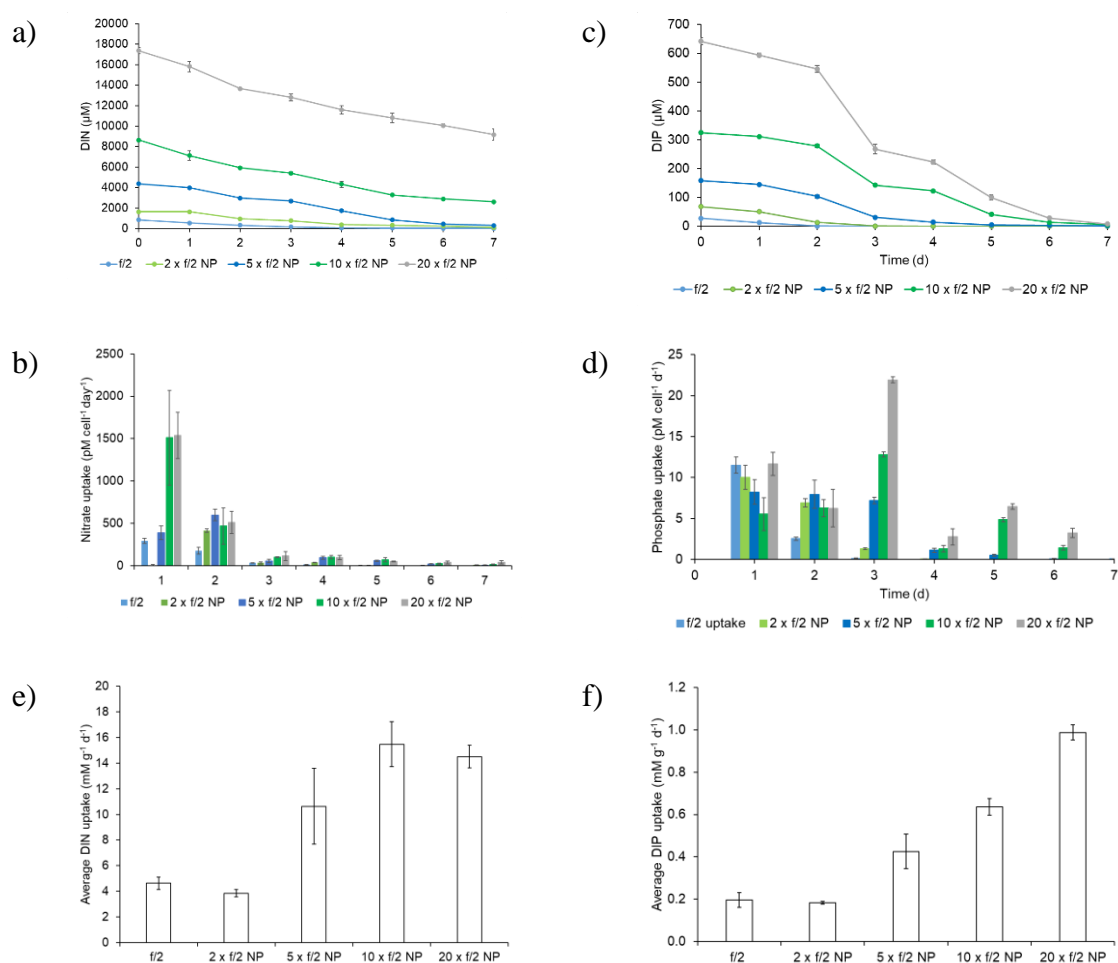 a)
DIN (µM)
20000
18000
16000
14000
12000
10000
8000
6000
4000
2000
0
0 1 2 3 4 5 6 7
f/2 2 x f/2 NP 5 x f/2 NP 10 x f/2 NP 20 x f/2 NP
c)
DIP (µM)
700
600
500
400
300
200
100
0
0 1 2 3 4 5 6 7
Time (d)
f/2 2 x f/2 NP 5 x f/2 NP 10 x f/2 NP 20 x f/2 NP
b)
Nitrate uptake (pM cell⁻¹ day⁻¹)
2500
2000
1500
1000
500
0
1 2 3 4 5 6 7
f/2 2 x f/2 NP 5 x f/2 NP 10 x f/2 NP 20 x f/2 NP
d)
Phosphate uptake (pM cell⁻¹ d⁻¹)
25
20
15
10
5
0
0 1 2 3 4 5 6 7
Time (d)
f/2 uptake 2 x f/2 NP 5 x f/2 NP 10 x f/2 NP 20 x f/2 NP
e)
Average DIN uptake (mM g⁻¹ d⁻¹)
20
18
16
14
12
10
8
6
4
2
0
f/2 2 x f/2 NP 5 x f/2 NP 10 x f/2 NP 20 x f/2 NP
f)
Average DIP uptake (mM g⁻¹ d⁻¹)
1.2
1.0
0.8
0.6
0.4
0.2
0.0
f/2 2 x f/2 NP 5 x f/2 NP 10 x f/2 NP 20 x f/2 NP